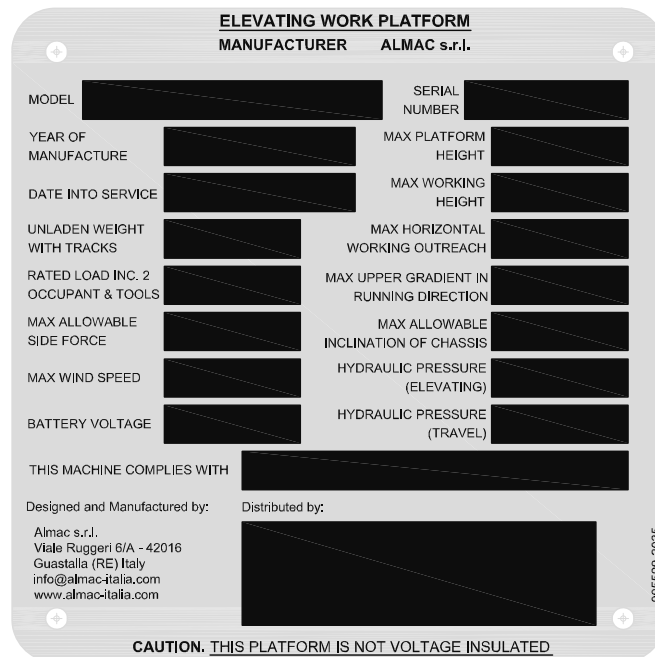 ELEVATING WORK PLATFORM
MANUFACTURER ALMAC s.r.l.
MODEL
SERIAL
NUMBER
YEAR OF
MANUFACTURE
MAX PLATFORM
HEIGHT
DATE INTO SERVICE
MAX WORKING
HEIGHT
UNLADEN WEIGHT
WITH TRACKS
MAX HORIZONTAL
WORKING OUTREACH
RATED LOAD INC. 2
OCCUPANT & TOOLS
MAX UPPER GRADIENT IN
RUNNING DIRECTION
MAX ALLOWABLE
SIDE FORCE
MAX ALLOWABLE
INCLINATION OF CHASSIS
MAX WIND SPEED
HYDRAULIC PRESSURE
(ELEVATING)
BATTERY VOLTAGE
HYDRAULIC PRESSURE
(TRAVEL)
THIS MACHINE COMPLIES WITH
Designed and Manufactured by:
Almac s.r.l.
Viale Ruggeri 6/A - 42016
Guastalla (RE) Italy
info@almac-italia.com
www.almac-italia.com
Distributed by:
CAUTION. THIS PLATFORM IS NOT VOLTAGE INSULATED